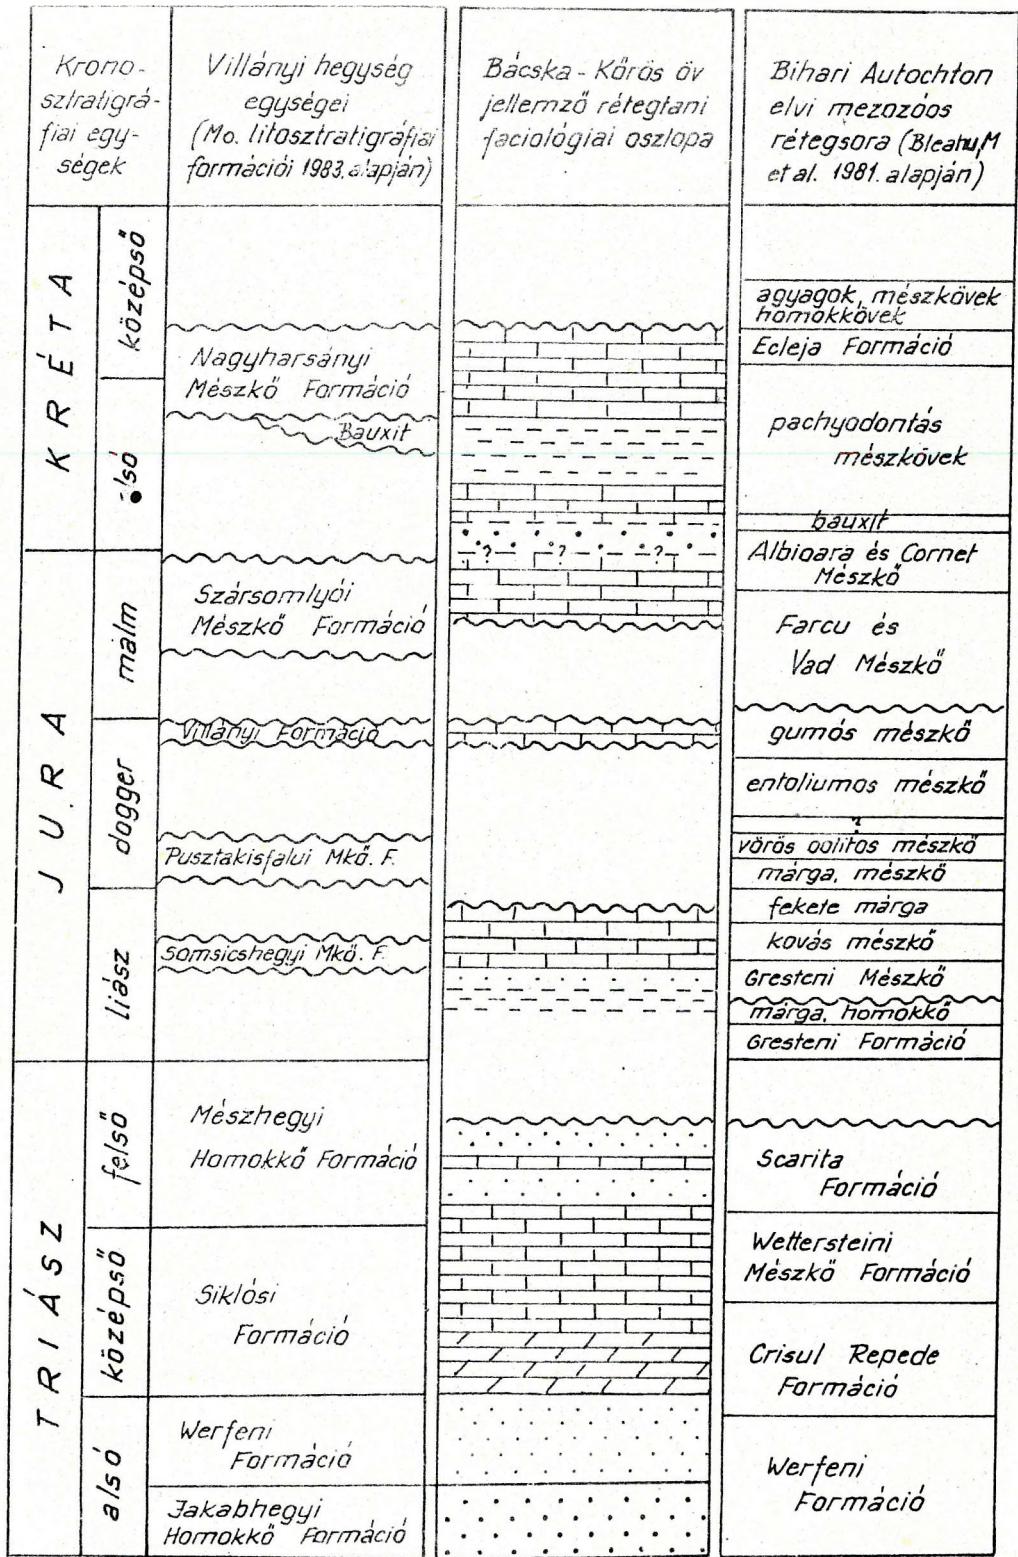 Krono-
sztratigrá-
fiai egy-
ségek
Villányi hegység
egységei
(Mo. litosztratigráfiai
formációi 1983. alapján)
Bácska - Kőrös öv
jellemző rétegtani
faciológiai oszlopa
Bihari Autochton
elvi mezozóos
rétegsora (Bleahu, M
et al. 1981. alapján)
KRÉTA
középső
alsó
JURA
malm
dogger
liász
TRIÁSZ
felső
középső
alsó
Nagyharsányi
Mészkő Formáció
Bauxit
Szársomlyói
Mészkő Formáció
Villányi Formáció
Pusztakisfalui Mkő. F.
Somsicshegyi Mkő. F.
Mészhegyi
Homokkő Formáció
Siklósi
Formáció
Werfeni
Formáció
Jakabhegyi
Homokkő Formáció
? ? ?
agyagok, mészkövek
homokkövek
Ecleja Formáció
pachyodontás
mészkövek
bauxit
Albioara és Cornet
Mészkő
Farcu és
Vad Mészkő
gumós mészkő
entoliumos mészkő
?
vörös oolitos mészkő
márga, mészkő
fekete márga
kovás mészkő
Gresteni Mészkő
márga, homokkő
Gresteni Formáció
Scarita
Formáció
Wettersteini
Mészkő Formáció
Crisul Repede
Formáció
Werfeni
Formáció